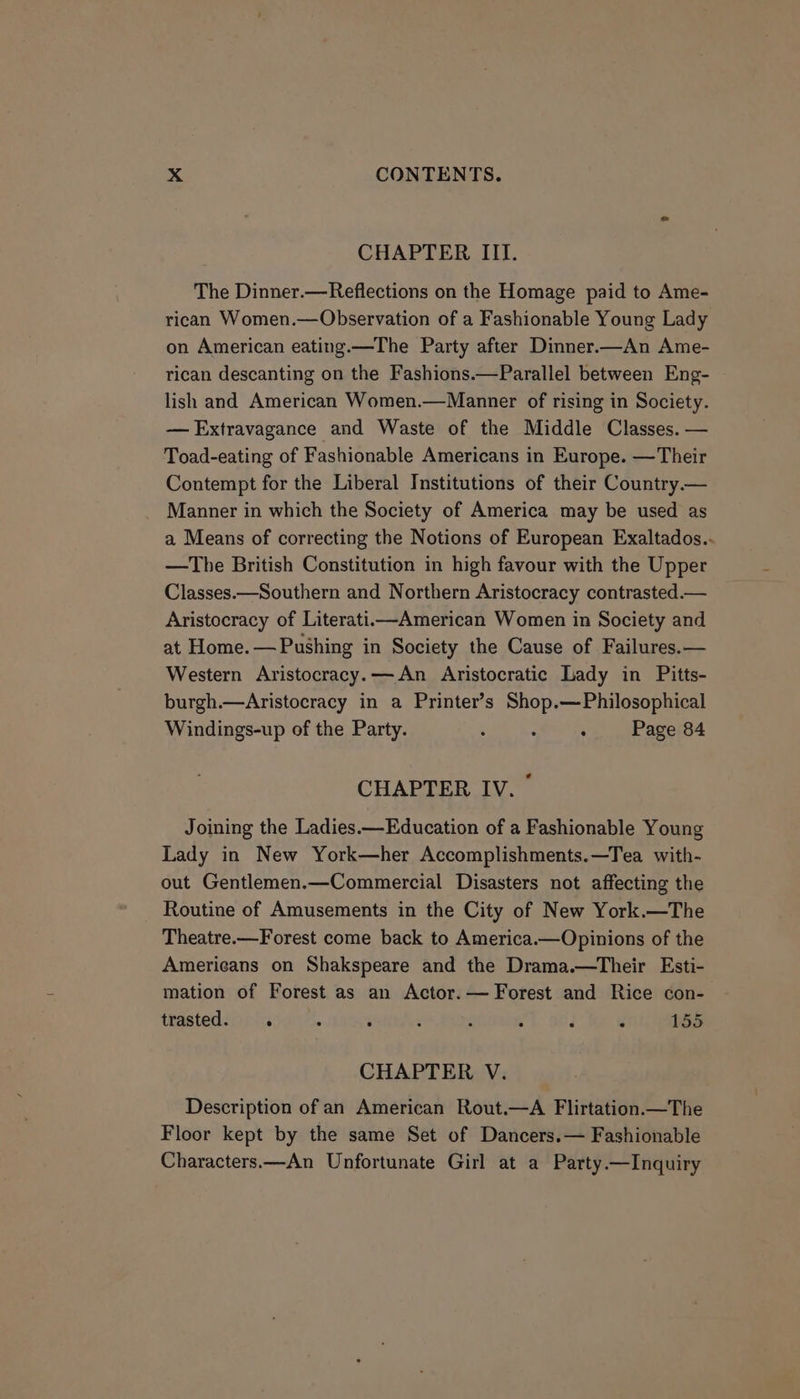 X CONTENTS.
CHAPTER III.
The Dinner.—Reflections on the Homage paid to Ame-
rican Women.—Observation of a Fashionable Young Lady
on American eating.—The Party after Dinner.—An Ame-
rican descanting on the Fashions.—Parallel between Eng-
lish and American Women.—Manner of rising in Society.
— Extravagance and Waste of the Middle Classes. —
Toad-eating of Fashionable Americans in Europe. —Their
Contempt for the Liberal Institutions of their Country.—
Manner in which the Society of America may be used as
a Means of correcting the Notions of European Exaltados.
—The British Constitution in high favour with the Upper
Classes.—Southern and Northern Aristocracy contrasted.—
Aristocracy of Literati.—American Women in Society and
at Home.—Pushing in Society the Cause of Failures.—
Western Aristocracy.—An Aristocratic Lady in Pitts-
burgh.—Aristocracy in a Printer's Shop.—Philosophical
Windings-up of the Party. . . . Page 84
CHAPTER IV.
Joining the Ladies.—Education of a Fashionable Young
Lady in New York—her Accomplishments.—Tea with-
out Gentlemen.—Commercial Disasters not affecting the
Routine of Amusements in the City of New York.—The
Theatre.—Forest come back to America.—Opinions of the
Americans on Shakspeare and the Drama.—Their Esti-
mation of Forest as an Actor.—Forest and Rice con-
trasted. . . . . . . . . 155
CHAPTER V.
Description of an American Rout.—A Flirtation.—The
Floor kept by the same Set of Dancers.—Fashionable
Characters.—An Unfortunate Girl at a Party.—Inquiry